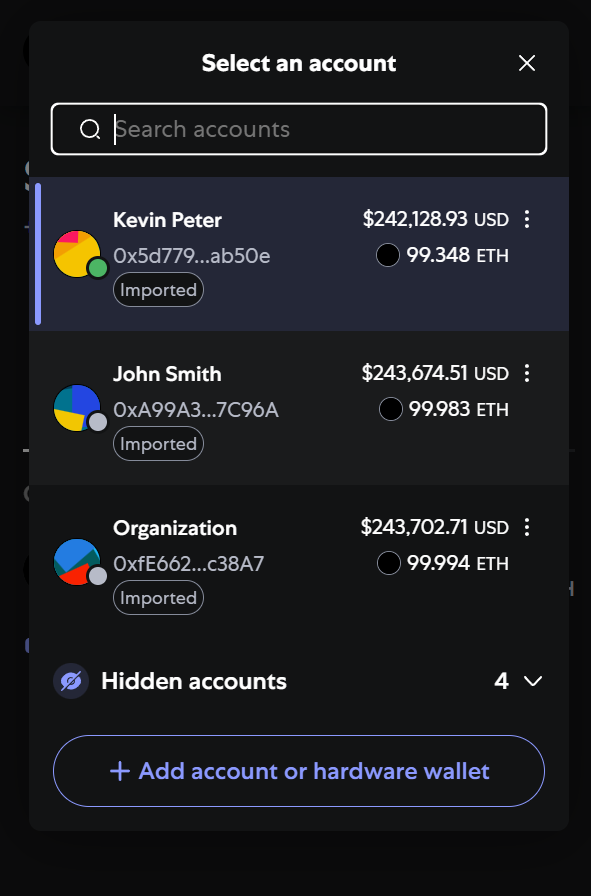 Select an account
Search accounts
Kevin Peter $242,128.93 USD
0x5d779...ab50e 99.348 ETH
Imported
John Smith $243,674.51 USD
0xA99A3...7C96A 99.983 ETH
Imported
Organization $243,702.71 USD
0xfE662...c38A7 99.994 ETH
Imported
Hidden accounts 4
+ Add account or hardware wallet